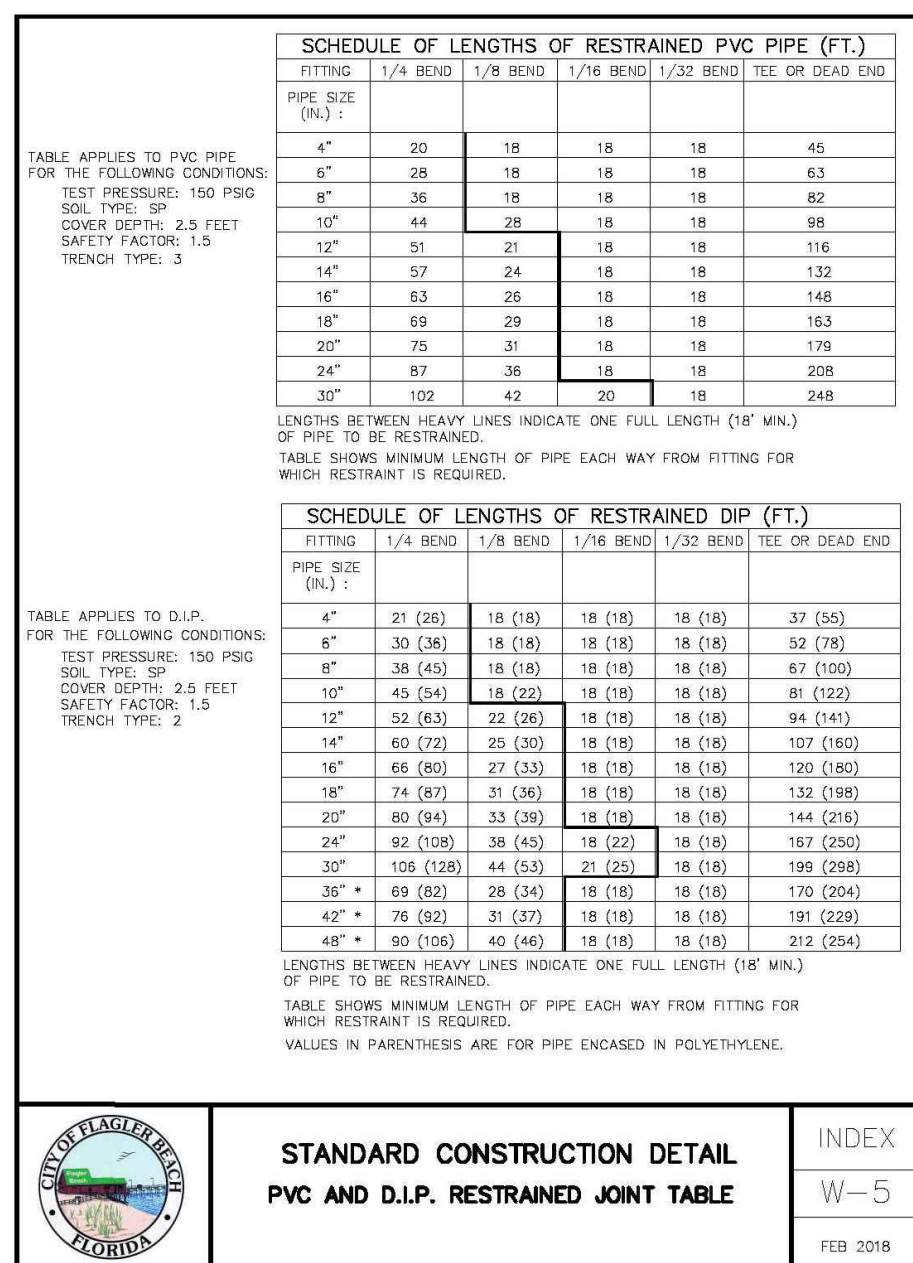 SCHEDULE OF LENGTHS OF RESTRAINED PVC PIPE (FT.)
FITTING 1/4 BEND 1/8 BEND 1/16 BEND 1/32 BEND TEE OR DEAD END
PIPE SIZE
(IN.) :
4" 20 18 18 18 45
6" 28 18 18 18 63
8" 36 18 18 18 82
10" 44 28 18 18 98
12" 51 21 18 18 116
14" 57 24 18 18 132
16" 63 26 18 18 148
18" 69 29 18 18 163
20" 75 31 18 18 179
24" 87 36 18 18 208
30" 102 42 20 18 248
TABLE APPLIES TO PVC PIPE
FOR THE FOLLOWING CONDITIONS:
TEST PRESSURE: 150 PSIG
SOIL TYPE: SP
COVER DEPTH: 2.5 FEET
SAFETY FACTOR: 1.5
TRENCH TYPE: 3
LENGTHS BETWEEN HEAVY LINES INDICATE ONE FULL LENGTH (18' MIN.)
OF PIPE TO BE RESTRAINED.
TABLE SHOWS MINIMUM LENGTH OF PIPE EACH WAY FROM FITTING FOR
WHICH RESTRAINT IS REQUIRED.
SCHEDULE OF LENGTHS OF RESTRAINED DIP (FT.)
FITTING 1/4 BEND 1/8 BEND 1/16 BEND 1/32 BEND TEE OR DEAD END
PIPE SIZE
(IN.) :
4" 21 (26) 18 (18) 18 (18) 18 (18) 37 (55)
6" 30 (36) 18 (18) 18 (18) 18 (18) 52 (78)
8" 38 (45) 18 (18) 18 (18) 18 (18) 67 (100)
10" 45 (54) 18 (22) 18 (18) 18 (18) 81 (122)
12" 52 (63) 22 (26) 18 (18) 18 (18) 94 (141)
14" 60 (72) 25 (30) 18 (18) 18 (18) 107 (160)
16" 66 (80) 27 (33) 18 (18) 18 (18) 120 (180)
18" 74 (87) 31 (36) 18 (18) 18 (18) 132 (198)
20" 80 (94) 33 (39) 18 (18) 18 (18) 144 (216)
24" 92 (108) 38 (45) 18 (22) 18 (18) 167 (250)
30" 106 (128) 44 (53) 21 (25) 18 (18) 199 (298)
36" * 69 (82) 28 (34) 18 (18) 18 (18) 170 (204)
42" * 76 (92) 31 (37) 18 (18) 18 (18) 191 (229)
48" * 90 (106) 40 (46) 18 (18) 18 (18) 212 (254)
TABLE APPLIES TO D.I.P.
FOR THE FOLLOWING CONDITIONS:
TEST PRESSURE: 150 PSIG
SOIL TYPE: SP
COVER DEPTH: 2.5 FEET
SAFETY FACTOR: 1.5
TRENCH TYPE: 2
LENGTHS BETWEEN HEAVY LINES INDICATE ONE FULL LENGTH (18' MIN.)
OF PIPE TO BE RESTRAINED.
TABLE SHOWS MINIMUM LENGTH OF PIPE EACH WAY FROM FITTING FOR
WHICH RESTRAINT IS REQUIRED.
VALUES IN PARENTHESIS ARE FOR PIPE ENCASED IN POLYETHYLENE.
CITY OF FLAGLER BEACH
Flagler
Beach
FLORIDA
STANDARD CONSTRUCTION DETAIL
PVC AND D.I.P. RESTRAINED JOINT TABLE
INDEX
W-5
FEB 2018